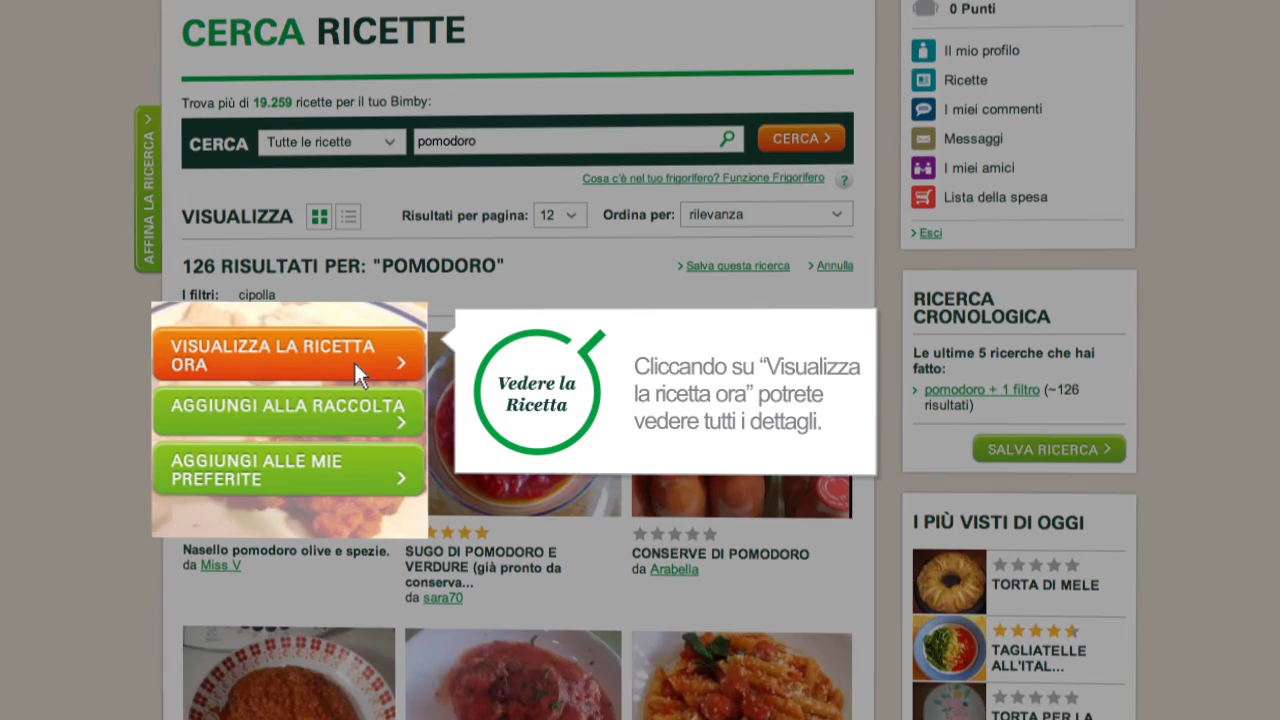 CERCA RICETTE
Trova più di 19.259 ricette per il tuo Bimby:
CERCA
Tutte le ricette
pomodoro
CERCA
Cosa c'è nel tuo frigorifero? Funzione Frigorifero
?
AFFINA LA RICERCA
VISUALIZZA
Risultati per pagina:
12
Ordina per:
rilevanza
126 RISULTATI PER: "POMODORO"
Salva questa ricerca
Annulla
I filtri: cipolla
VISUALIZZA LA RICETTA
ORA
AGGIUNGI ALLA RACCOLTA
AGGIUNGI ALLE MIE
PREFERITE
Vedere la
Ricetta
Cliccando su “Visualizza
la ricetta ora” potrete
vedere tutti i dettagli.
Nasello pomodoro olive e spezie.
da Miss V
SUGO DI POMODORO E
VERDURE (già pronto da
conserva...
da sara70
CONSERVE DI POMODORO
da Arabella
0 Punti
Il mio profilo
Ricette
I miei commenti
Messaggi
I miei amici
Lista della spesa
Esci
RICERCA
CRONOLOGICA
Le ultime 5 ricerche che hai
fatto:
pomodoro + 1 filtro (~126
risultati)
SALVA RICERCA
I PIÙ VISTI DI OGGI
TORTA DI MELE
TAGLIATELLE
ALL'ITAL...
TORTA PER LA